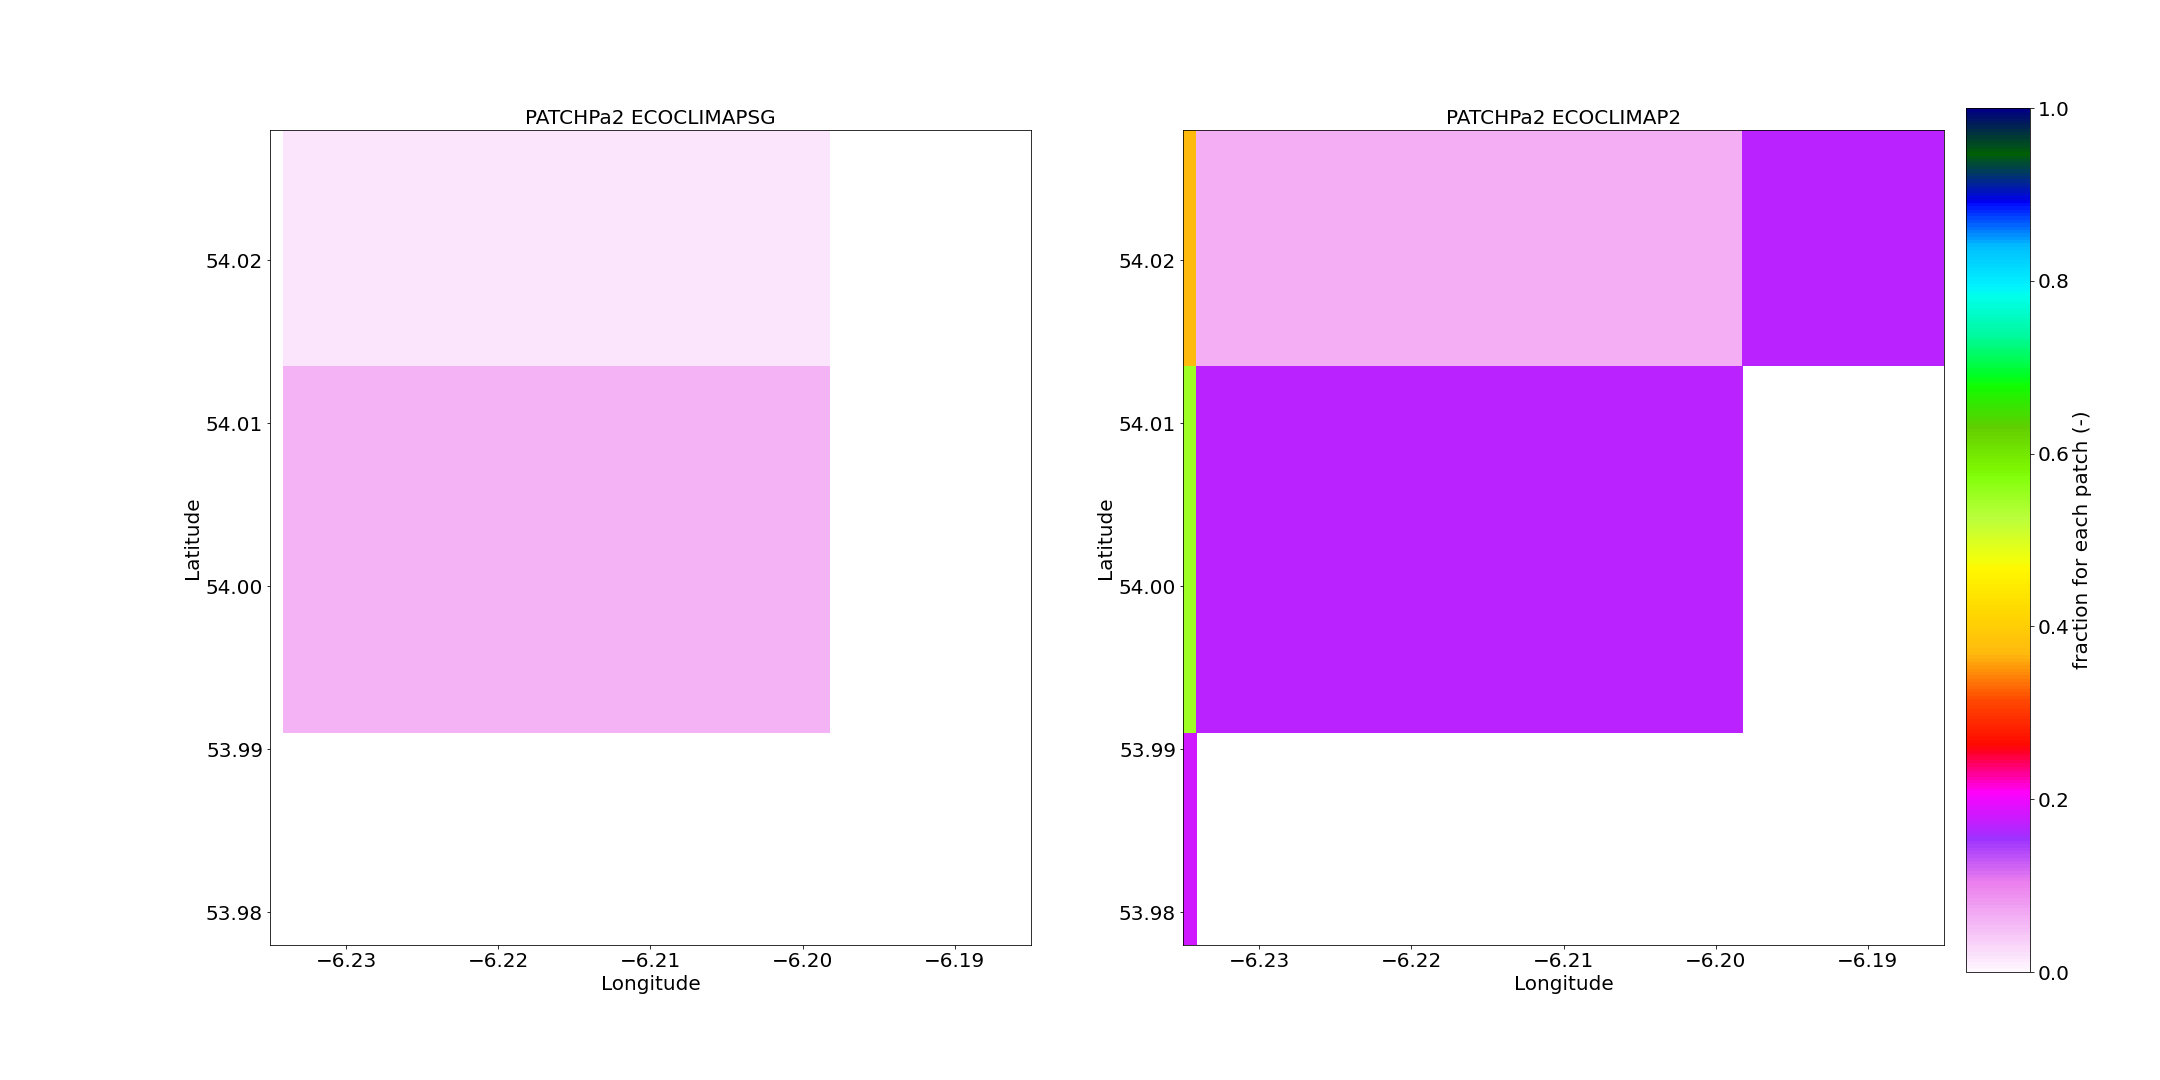 PATCHPa2 ECOCLIMAPSG
54.02
54.01
54.00
53.99
53.98
Latitude
−6.23 −6.22 −6.21 −6.20 −6.19
Longitude
PATCHPa2 ECOCLIMAP2
54.02
54.01
54.00
53.99
53.98
Latitude
−6.23 −6.22 −6.21 −6.20 −6.19
Longitude
1.0
0.8
0.6
0.4
0.2
0.0
fraction for each patch (-)